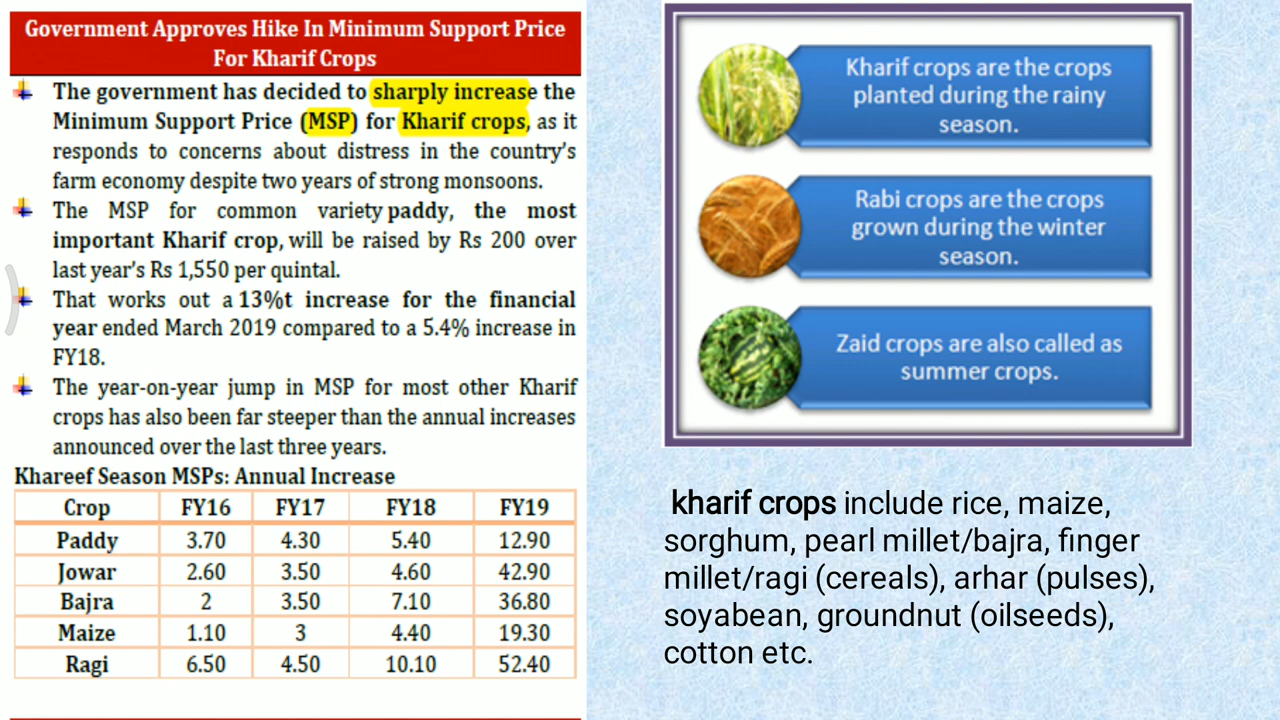 Government Approves Hike In Minimum Support Price
For Kharif Crops
The government has decided to sharply increase the
Minimum Support Price (MSP) for Kharif crops, as it
responds to concerns about distress in the country's
farm economy despite two years of strong monsoons.
The MSP for common variety paddy, the most
important Kharif crop, will be raised by Rs 200 over
last year's Rs 1,550 per quintal.
That works out a 13%t increase for the financial
year ended March 2019 compared to a 5.4% increase in
FY18.
The year-on-year jump in MSP for most other Kharif
crops has also been far steeper than the annual increases
announced over the last three years.
Khareef Season MSPs: Annual Increase
Crop FY16 FY17 FY18 FY19
Paddy 3.70 4.30 5.40 12.90
Jowar 2.60 3.50 4.60 42.90
Bajra 2 3.50 7.10 36.80
Maize 1.10 3 4.40 19.30
Ragi 6.50 4.50 10.10 52.40
Kharif crops are the crops
planted during the rainy
season.
Rabi crops are the crops
grown during the winter
season.
Zaid crops are also called as
summer crops.
kharif crops include rice, maize,
sorghum, pearl millet/bajra, finger
millet/ragi (cereals), arhar (pulses),
soyabean, groundnut (oilseeds),
cotton etc.